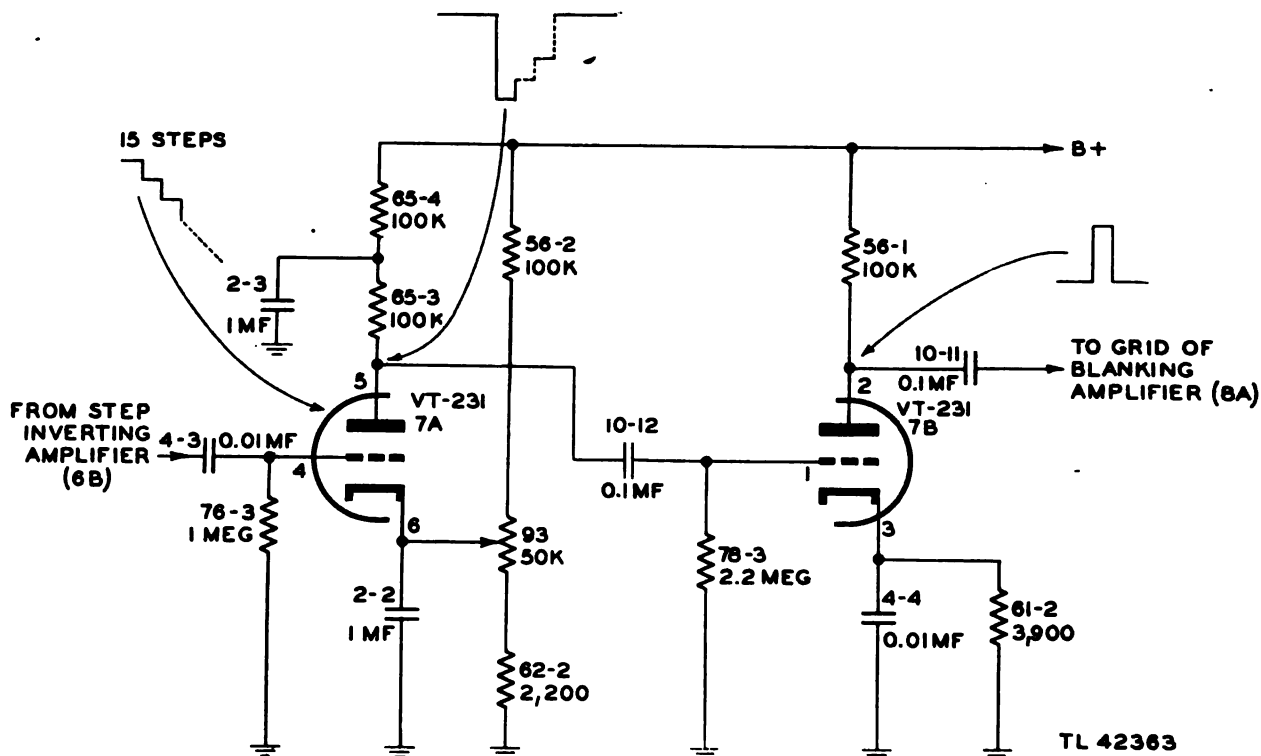 15 STEPS
B+
65-4
100K
56-2
100K
56-1
100K
2-3
1MF
65-3
100K
10-11
0.1MF
TO GRID OF
BLANKING
AMPLIFIER (8A)
5
VT-231
7A
2
VT-231
7B
FROM STEP
INVERTING
AMPLIFIER
(6B)
4-3
0.01MF
4
10-12
0.1MF
1
76-3
1 MEG
6
93
50K
78-3
2.2 MEG
3
2-2
1 MF
4-4
0.01MF
61-2
3,900
62-2
2,200
TL 42363